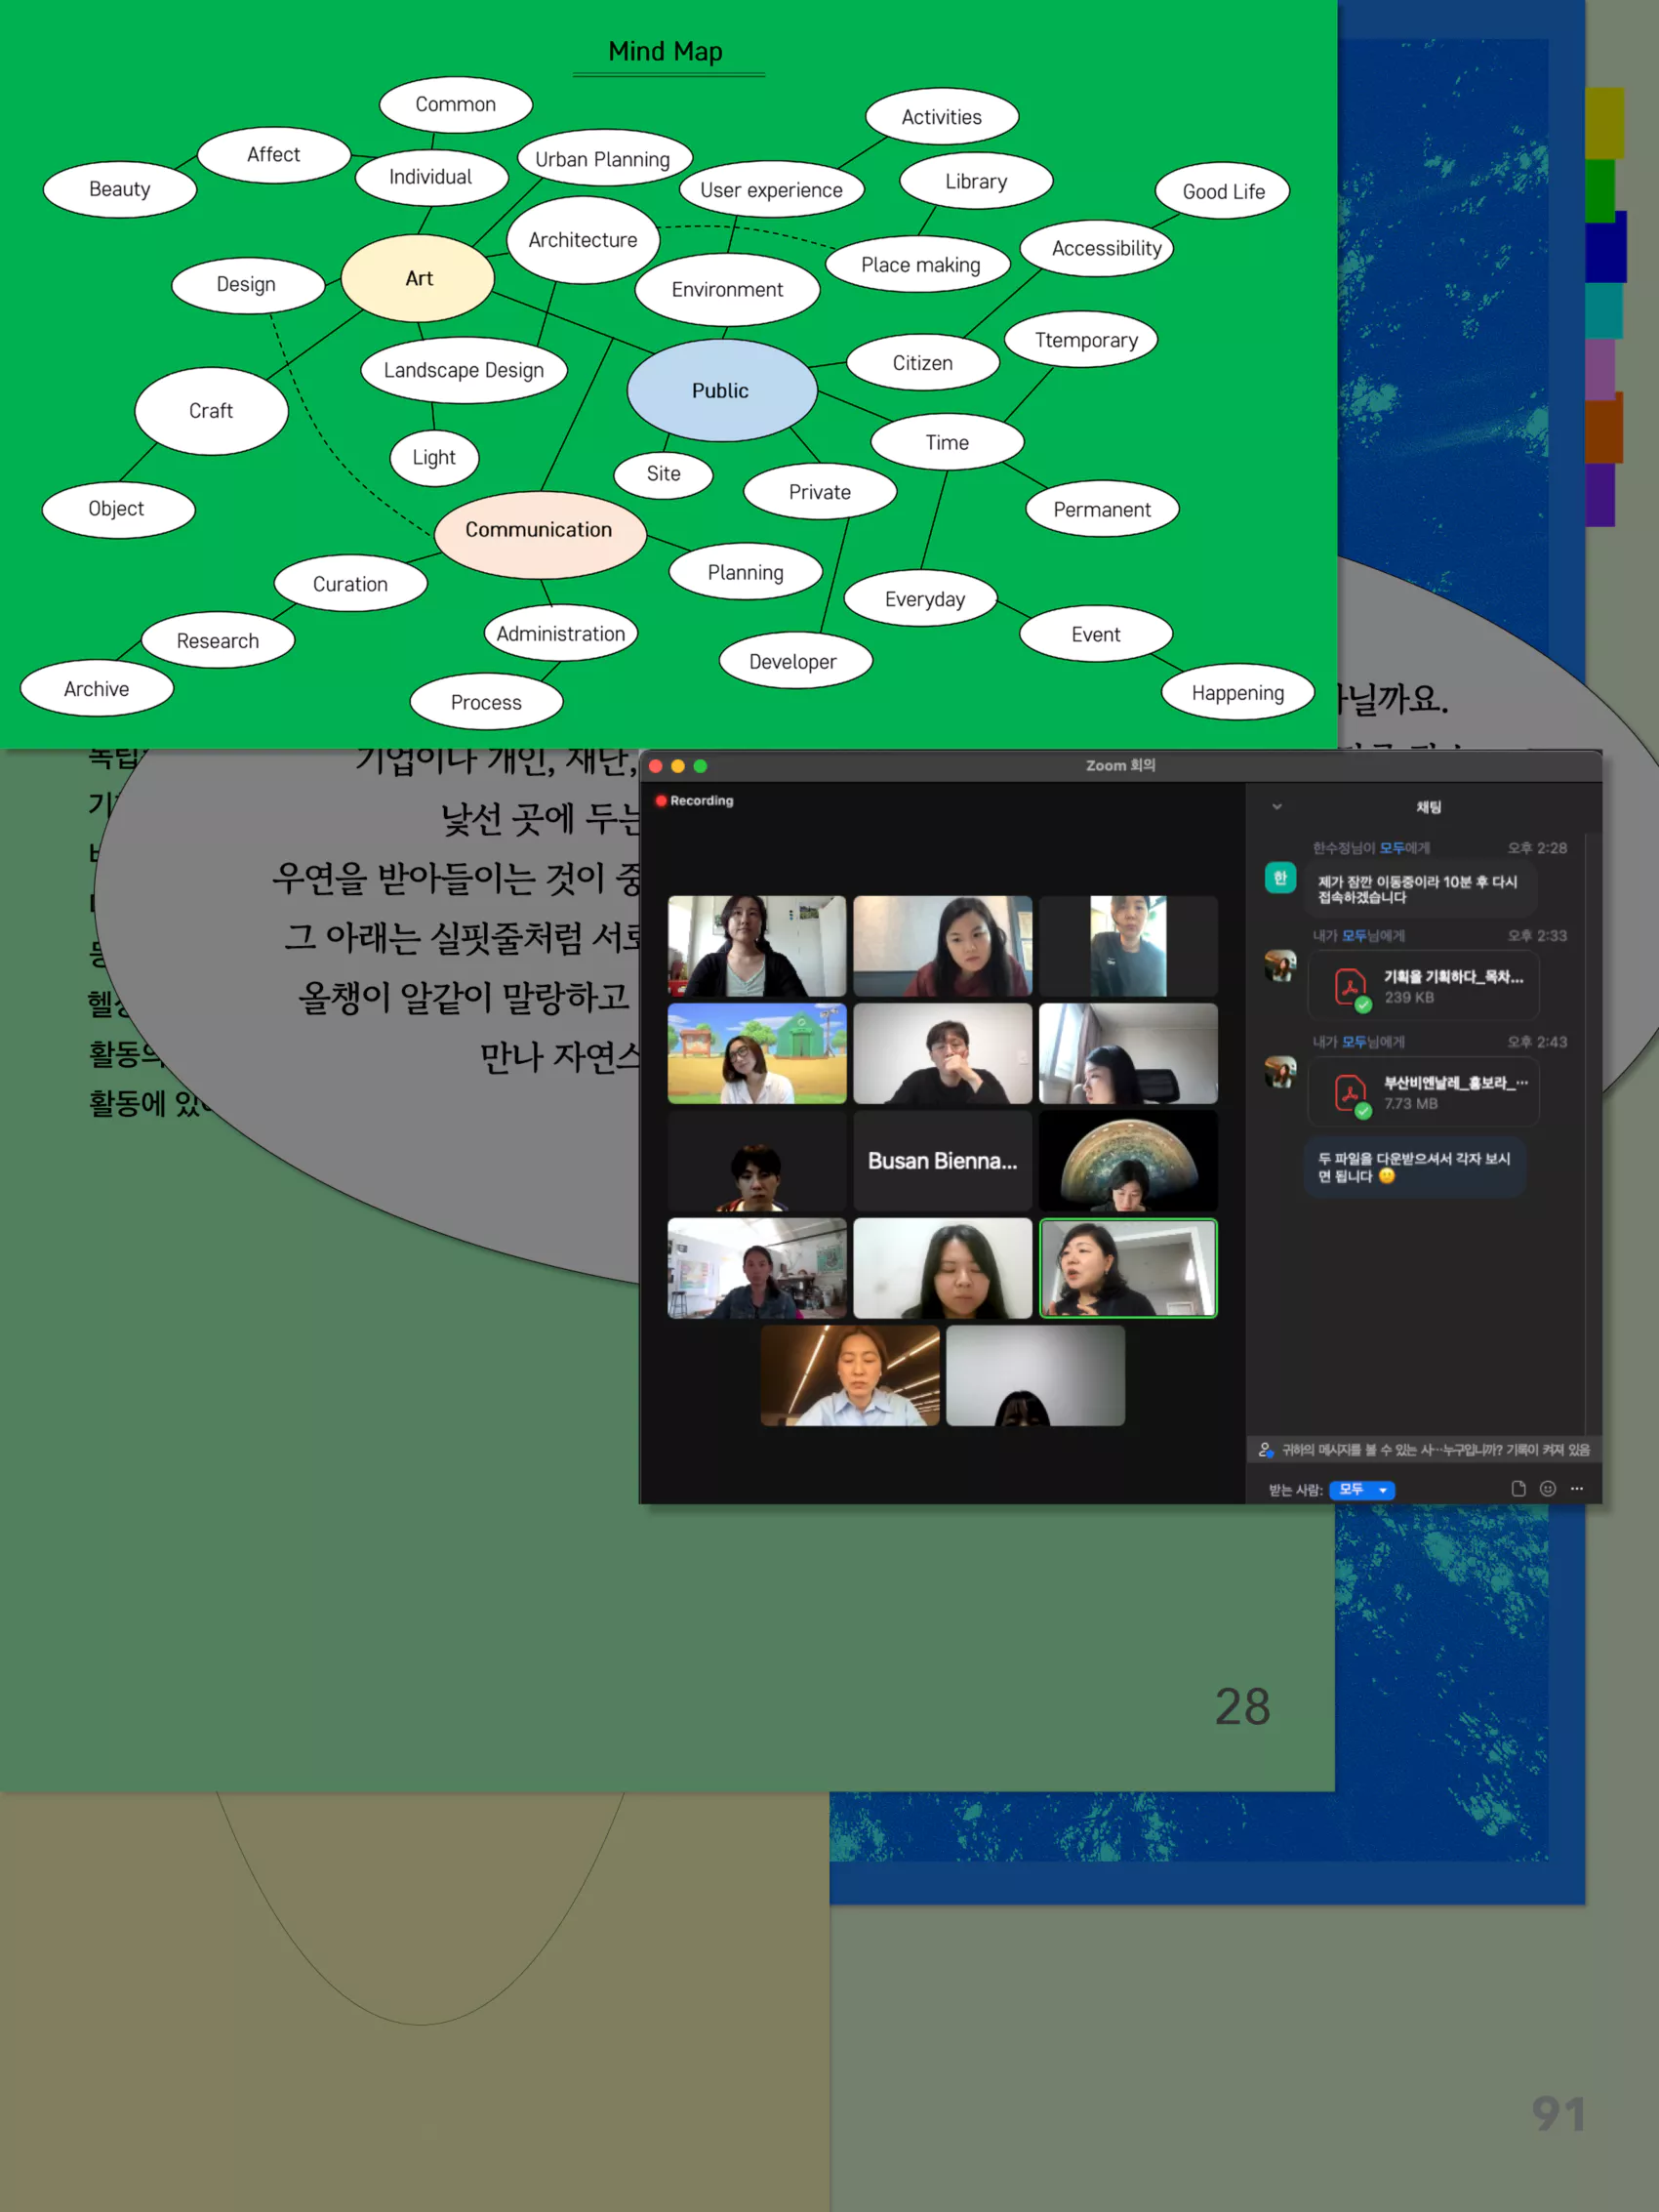 Mind Map
Common
Activities
Affect
Urban Planning
Beauty
Individual
User experience
Library
Good Life
Architecture
Accessibility
Art
Design
Environment
Place making
Landscape Design
Public
Citizen
Ttemporary
Craft
Light
Site
Private
Time
Object
Permanent
Communication
Curation
Planning
Everyday
Research
Administration
Event
Archive
Process
Developer
Happening
아닐까요.
독립
기업이나 개인, 재단,
낯선 곳에 두는
우연을 받아들이는 것이 중
그 아래는 실핏줄처럼 서로
올챙이 알같이 말랑하고
만나 자연스
활동의
활동에 있어
Zoom 회의
Recording
Busan Bienna...
채팅
한수정님이 모두에게 오후 2:28
한
제가 잠깐 이동중이라 10분 후 다시
접속하겠습니다
내가 모두님에게 오후 2:33
기획을 기획하다_목차...
239 KB
내가 모두님에게 오후 2:43
부산비엔날레_홍보라_...
7.73 MB
두 파일을 다운받으셔서 각자 보시
면 됩니다
귀하의 메시지를 볼 수 있는 사…누구입니까? 기록이 켜져 있음
받는 사람: 모두
28
91